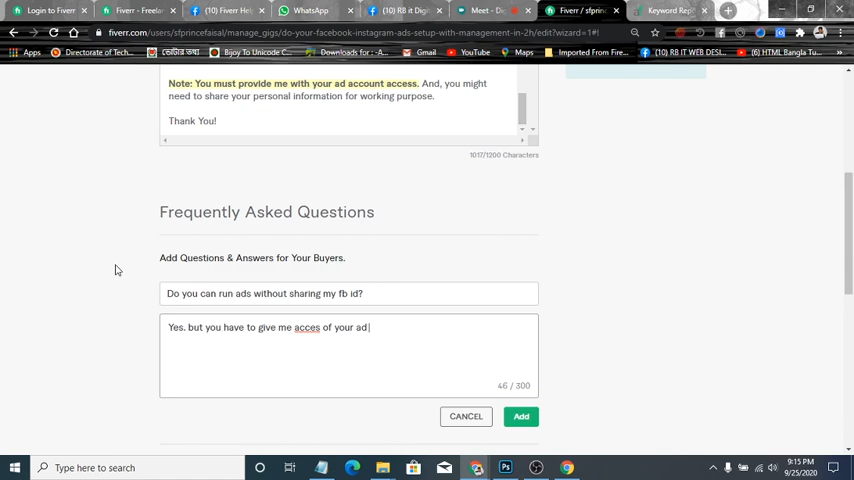 Login to Fiverr
Fiverr - Freelan
(10) Fiverr Hel
WhatsApp
(10) RB it Digi
Meet - Di
Fiverr / sfprinc
Keyword Rep
fiverr.com/users/sfprincefaisal/manage_gigs/do-your-facebook-instagram-ads-setup-with-management-in-2h/edit?wizard=1#!
Apps
Directorate of Tech...
ভোটার তথ্য
Bijoy To Unicode C...
Downloads for : -A...
Gmail
YouTube
Maps
Imported From Fire...
(10) RB IT WEB DESI...
(5) HTML Bangla Tu...
Note: You must provide me with your ad account access. And, you might
need to share your personal information for working purpose.
Thank You!
1017/1200 Characters
Frequently Asked Questions
Add Questions & Answers for Your Buyers.
Do you can run ads without sharing my fb id?
Yes. but you have to give me acces of your ad
46 / 300
CANCEL
Add
Type here to search
9:15 PM
9/25/2020